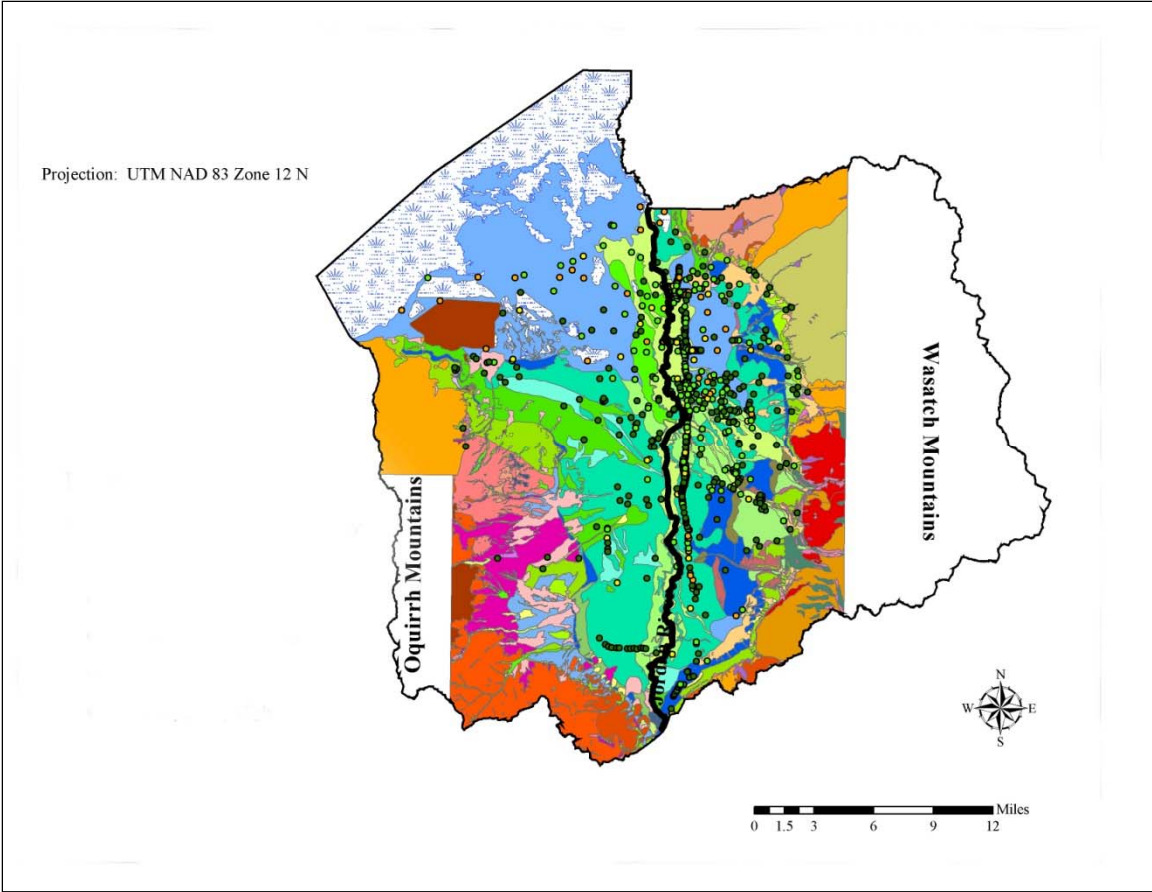 Projection: UTM NAD 83 Zone 12 N
Wasatch Mountains
Oquirrh Mountains
N
W E
S
Miles
0 1.5 3 6 9 12